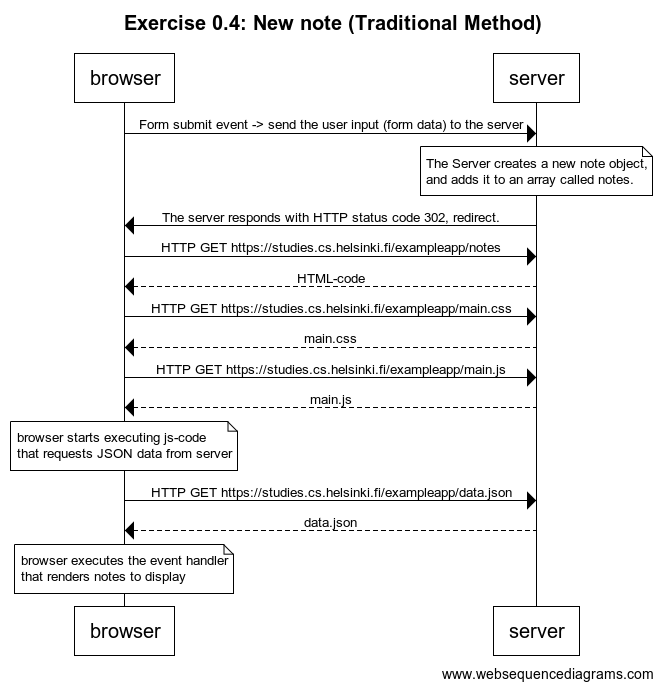 Exercise 0.4: New note (Traditional Method)
browser
server
Form submit event -> send the user input (form data) to the server
The Server creates a new note object,
and adds it to an array called notes.
The server responds with HTTP status code 302, redirect.
HTTP GET https://studies.cs.helsinki.fi/exampleapp/notes
HTML-code
HTTP GET https://studies.cs.helsinki.fi/exampleapp/main.css
main.css
HTTP GET https://studies.cs.helsinki.fi/exampleapp/main.js
main.js
browser starts executing js-code
that requests JSON data from server
HTTP GET https://studies.cs.helsinki.fi/exampleapp/data.json
data.json
browser executes the event handler
that renders notes to display
browser
server
www.websequencediagrams.com